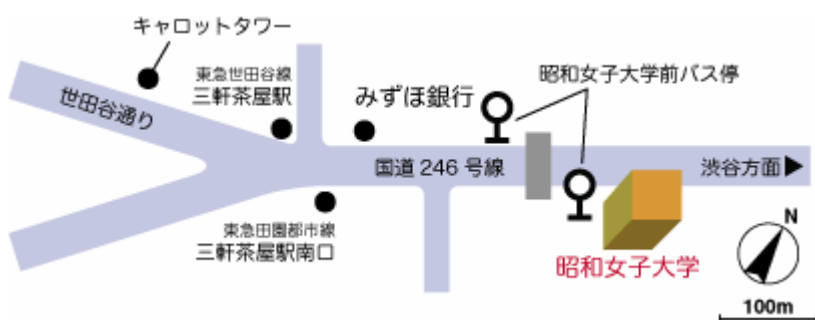 キャロットタワー
東急世田谷線
三軒茶屋駅
世田谷通り
みずほ銀行
昭和女子大学前バス停
国道246号線
渋谷方面▶
東急田園都市線
三軒茶屋駅南口
昭和女子大学
N
100m